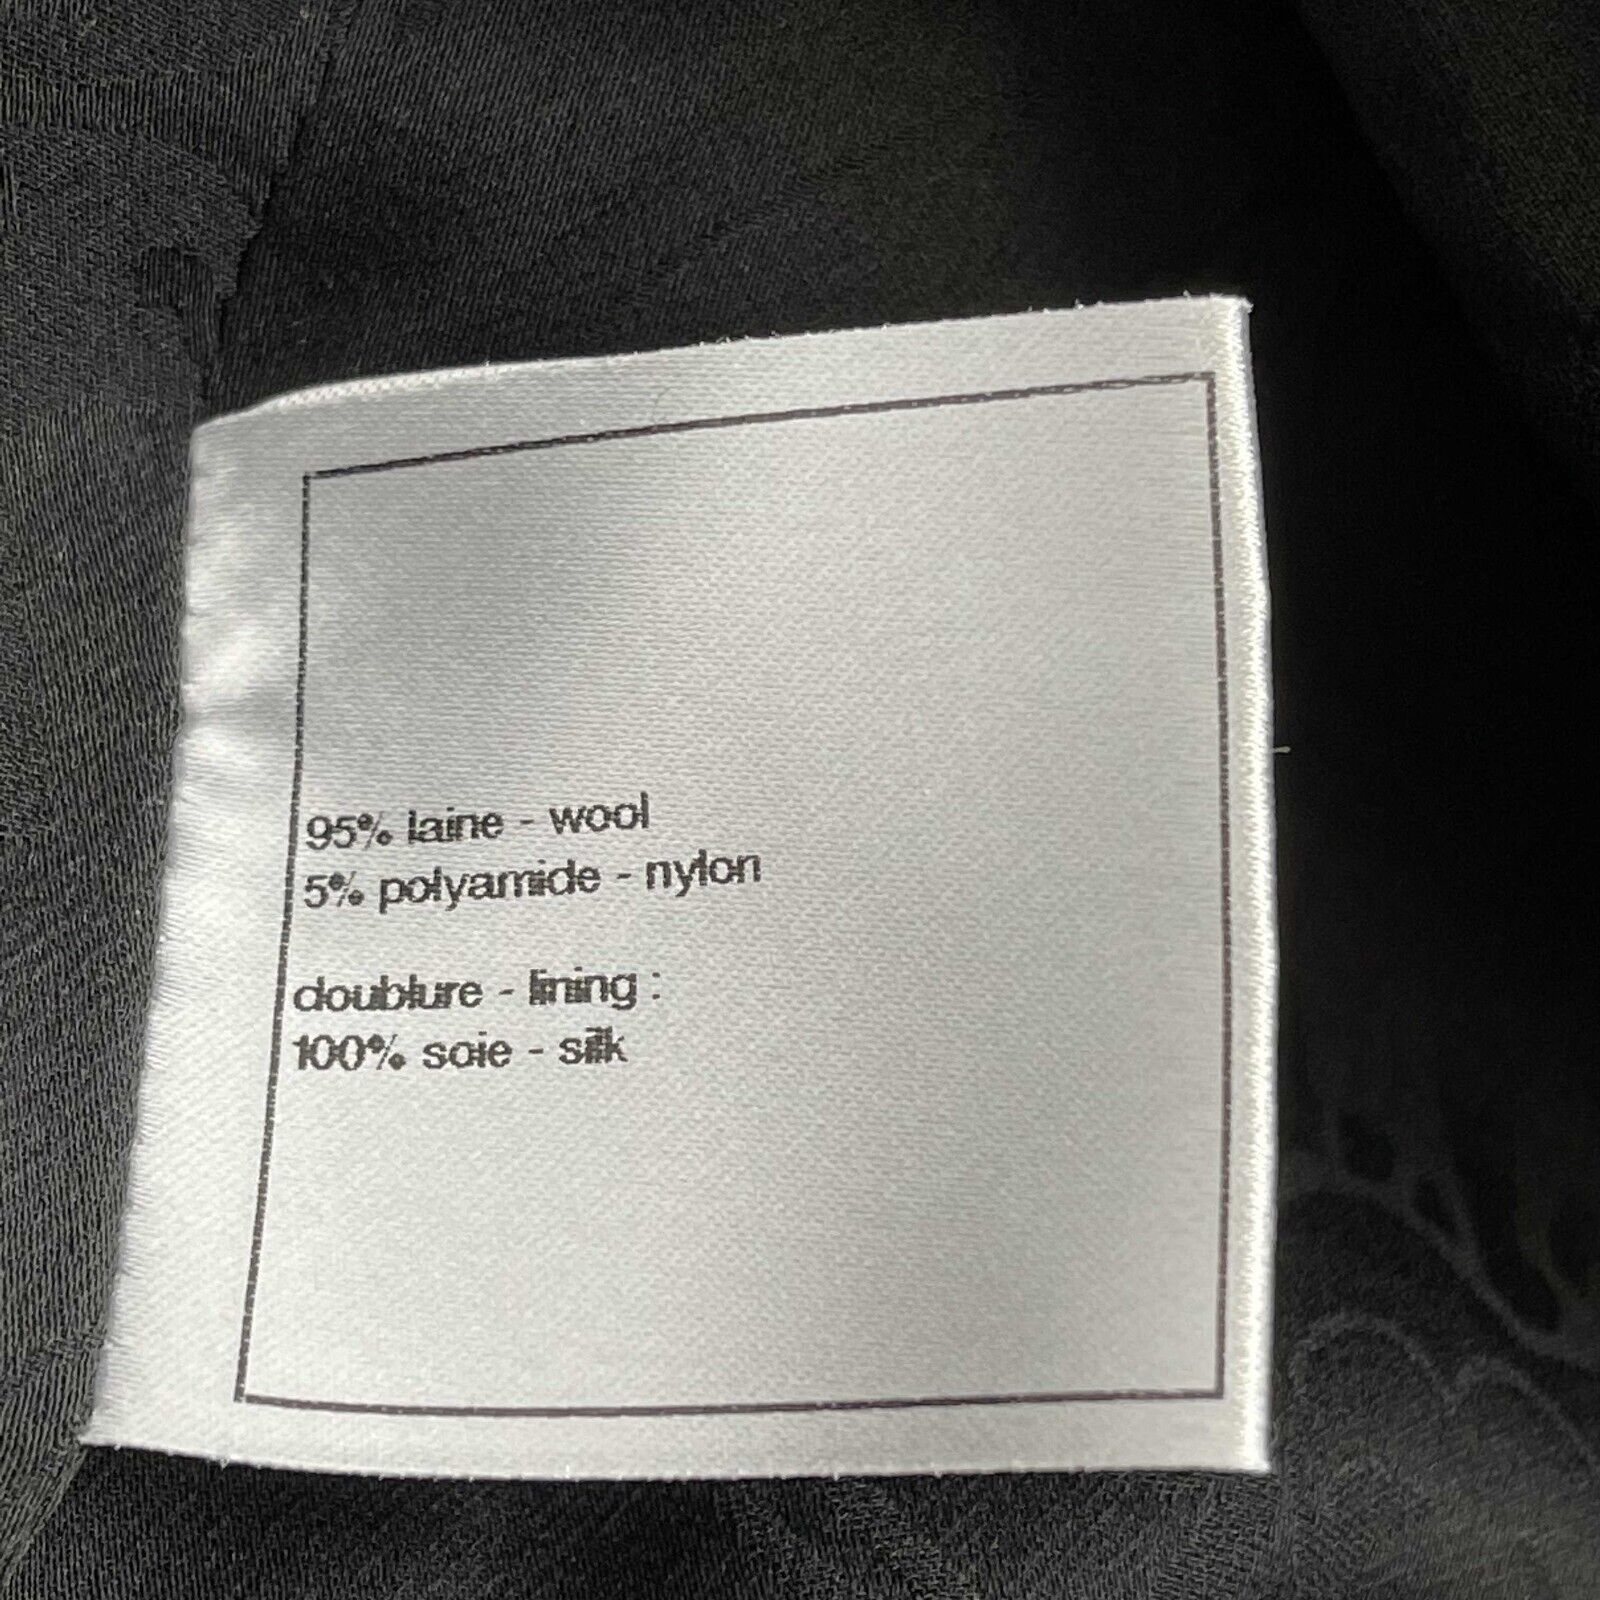 95% laine - wool
5% polyamide - nylon
doublure - lining :
100% soie - silk